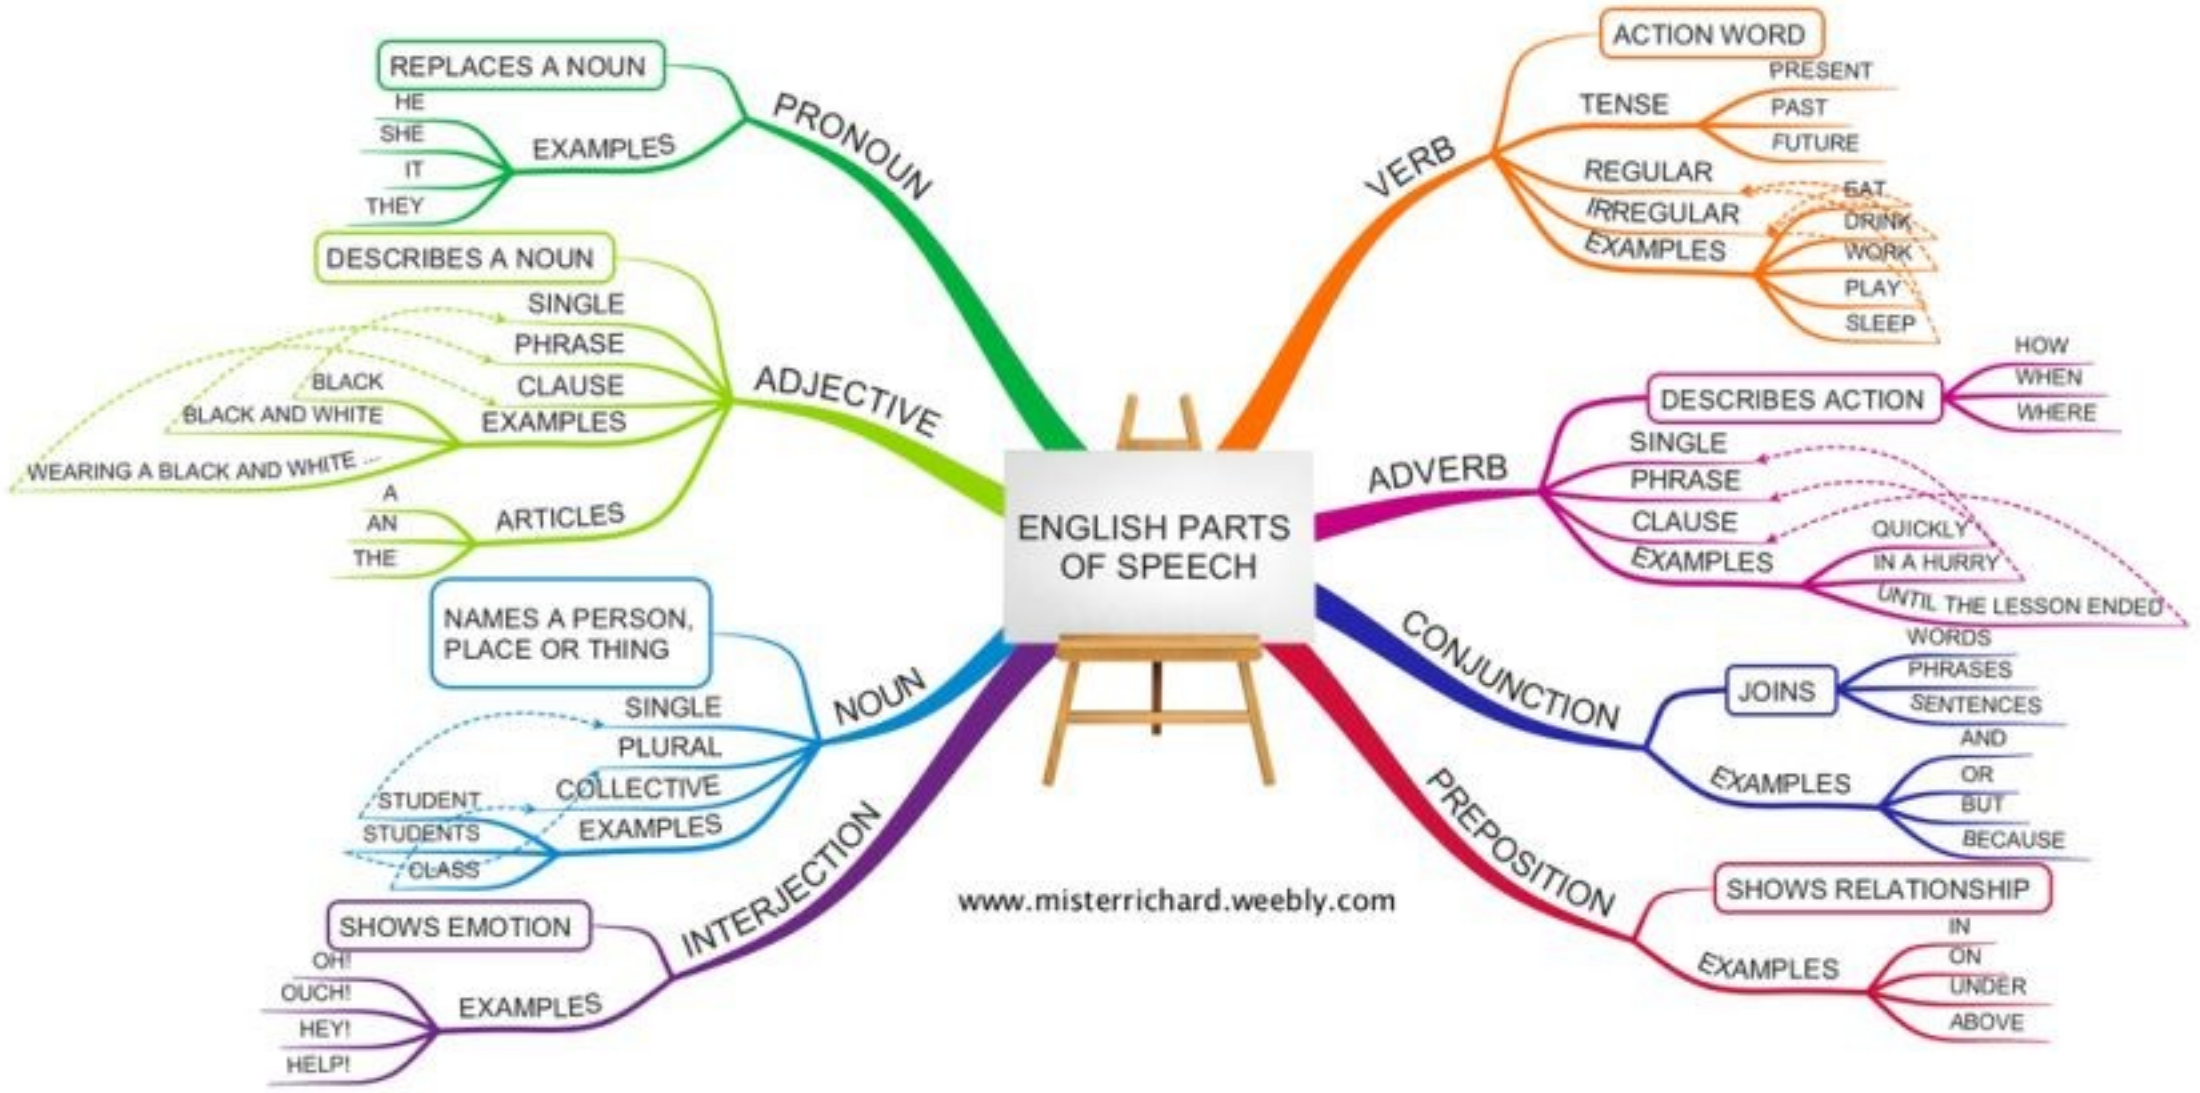 ENGLISH PARTS
OF SPEECH
VERB
ACTION WORD
TENSE
PRESENT
PAST
FUTURE
REGULAR
IRREGULAR
EXAMPLES
EAT
DRINK
WORK
PLAY
SLEEP
ADVERB
DESCRIBES ACTION
HOW
WHEN
WHERE
SINGLE
PHRASE
CLAUSE
EXAMPLES
QUICKLY
IN A HURRY
UNTIL THE LESSON ENDED
CONJUNCTION
JOINS
WORDS
PHRASES
SENTENCES
EXAMPLES
AND
OR
BUT
BECAUSE
PREPOSITION
SHOWS RELATIONSHIP
EXAMPLES
IN
ON
UNDER
ABOVE
PRONOUN
REPLACES A NOUN
EXAMPLES
HE
SHE
IT
THEY
ADJECTIVE
DESCRIBES A NOUN
SINGLE
PHRASE
CLAUSE
EXAMPLES
BLACK
BLACK AND WHITE
WEARING A BLACK AND WHITE ...
ARTICLES
A
AN
THE
NOUN
NAMES A PERSON,
PLACE OR THING
SINGLE
PLURAL
COLLECTIVE
EXAMPLES
STUDENT
STUDENTS
CLASS
INTERJECTION
SHOWS EMOTION
EXAMPLES
OH!
OUCH!
HEY!
HELP!
www.misterrichard.weebly.com